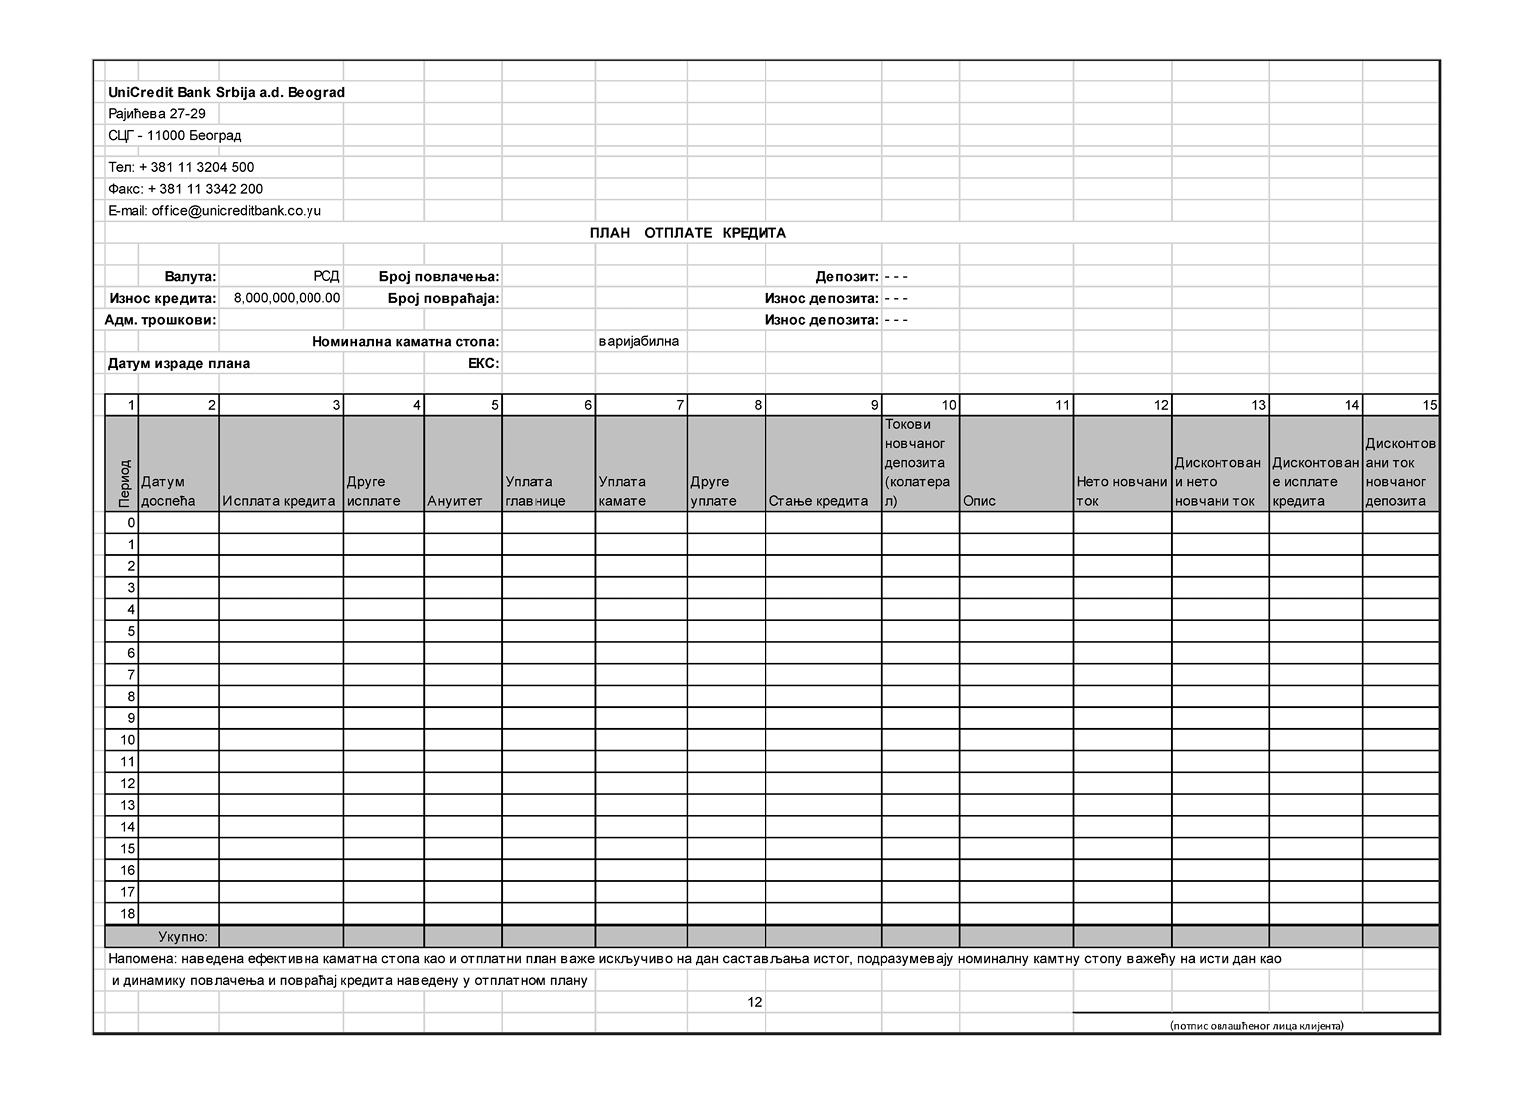 UniCredit Bank Srbija a.d. Beograd
Рајићева 27-29
СЦГ - 11000 Београд
Тел: + 381 11 3204 500
Факс: + 381 11 3342 200
E-mail: office@unicreditbank.co.yu
ПЛАН ОТПЛАТЕ КРЕДИТА
Валута: РСД Број повлачења: Депозит: - - -
Износ кредита: 8,000,000,000.00 Број повраћаја: Износ депозита: - - -
Адм. трошкови: Износ депозита: - - -
Номинална каматна стопа: варијабилна
Датум израде плана ЕКС:
1 2 3 4 5 6 7 8 9 10 11 12 13 14 15
Период
Датум
доспећа
Исплата кредита
Друге
исплате
Ануитет
Уплата
главнице
Уплата
камате
Друге
уплате
Стање кредита
Токови
новчаног
депозита
(колатера
л)
Опис
Нето новчани
ток
Дисконтован
и нето
новчани ток
Дисконтован
е исплате
кредита
Дисконтов
ани ток
новчаног
депозита
0
1
2
3
4
5
6
7
8
9
10
11
12
13
14
15
16
17
18
Укупно:
Напомена: наведена ефективна каматна стопа као и отплатни план важе искључиво на дан састављања истог, подразумевају номиналну камтну стопу важећу на исти дан као
и динамику повлачења и повраћај кредита наведену у отплатном плану
12
(потпис овлашћеног лица клијента)